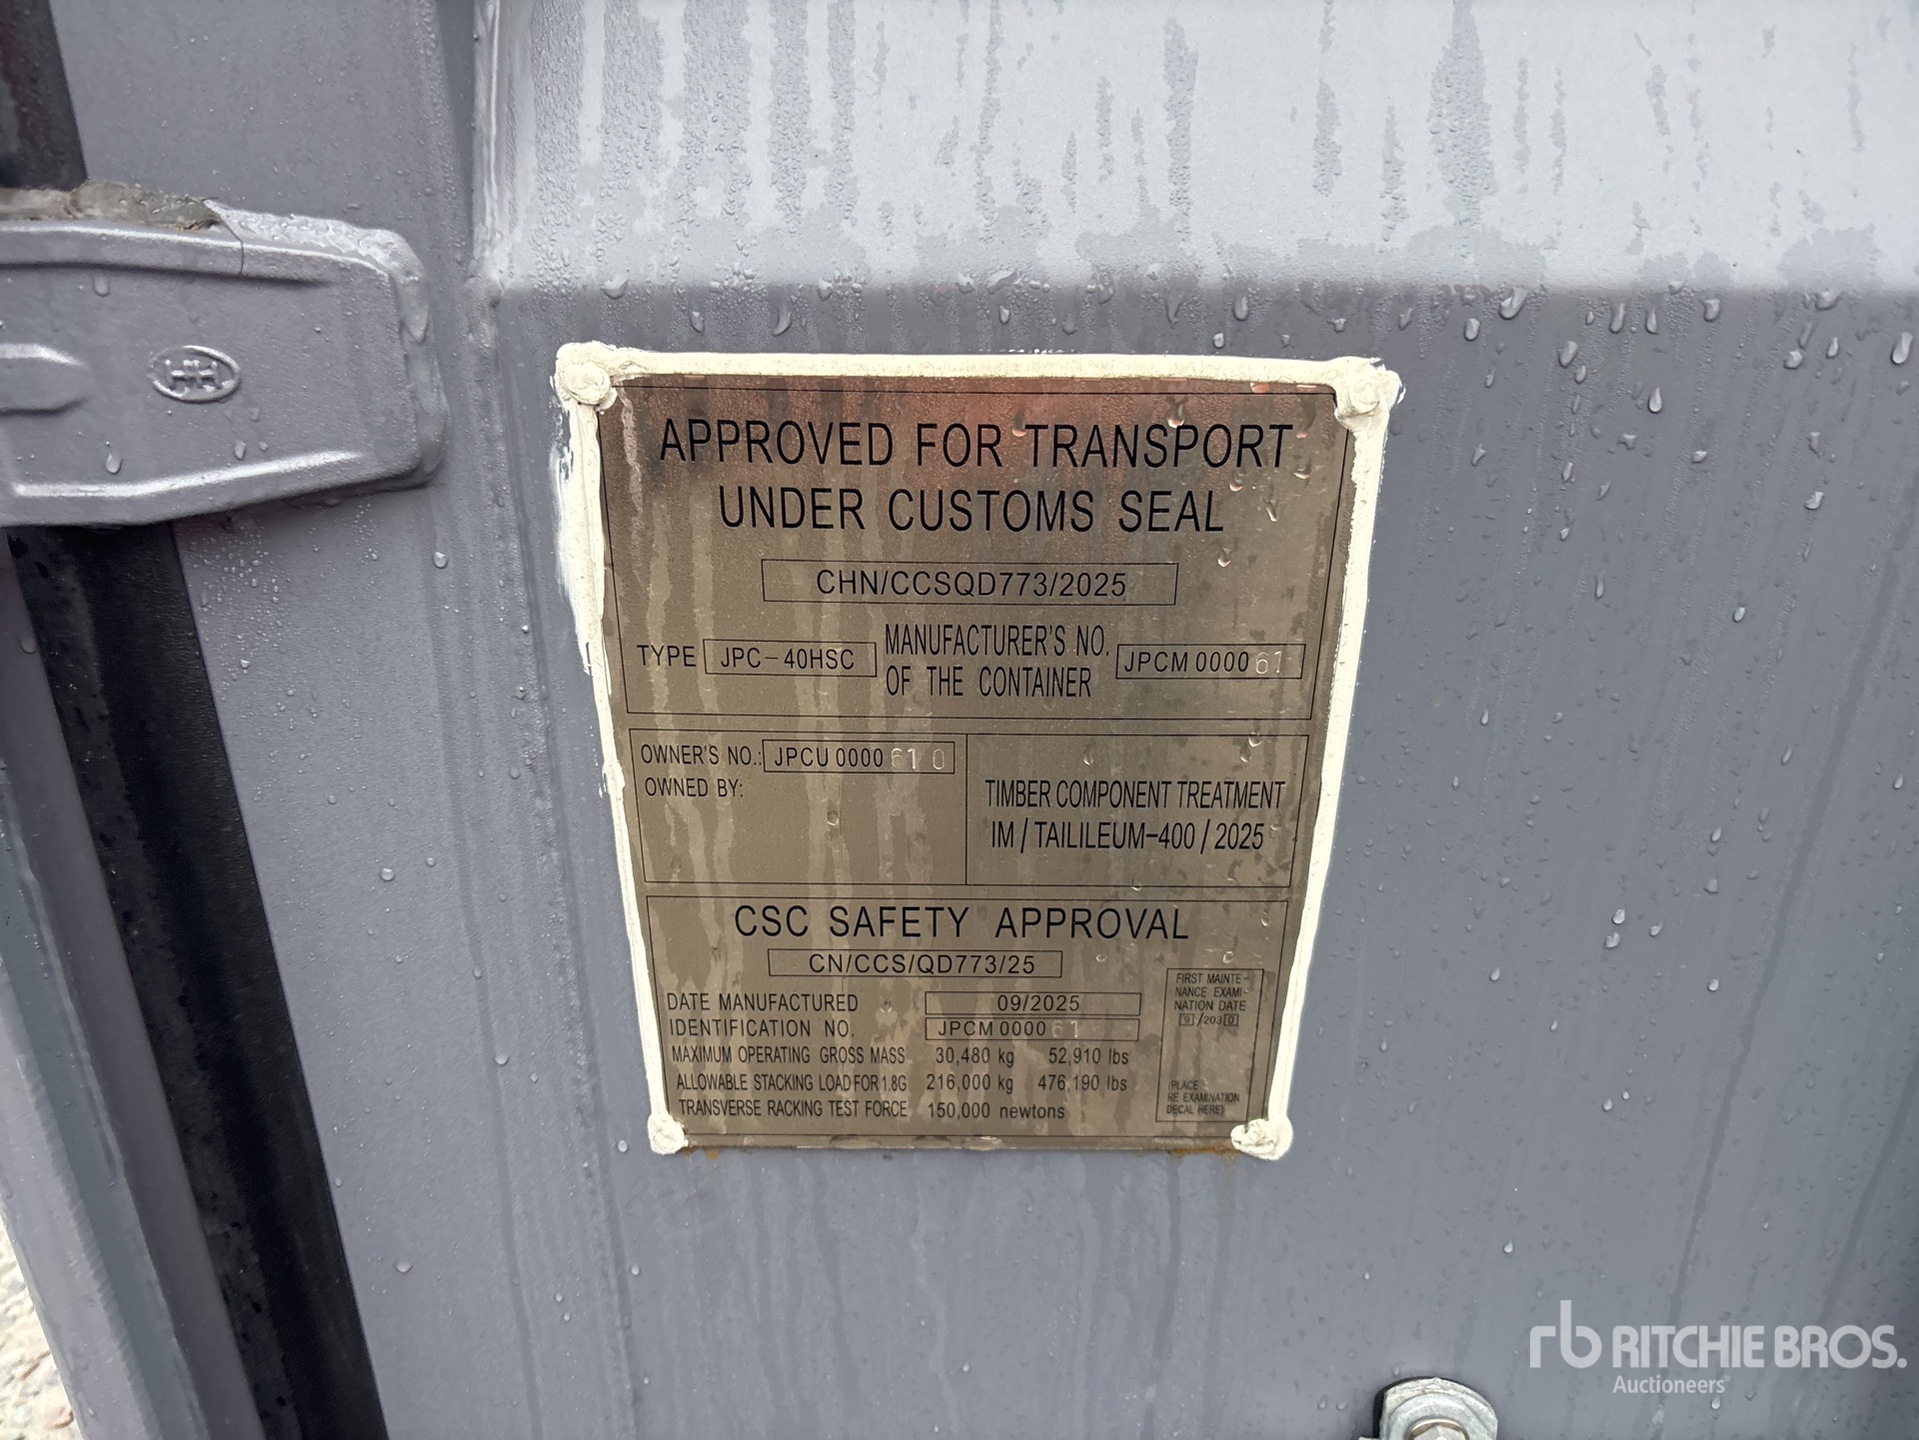 HH
APPROVED FOR TRANSPORT
UNDER CUSTOMS SEAL
CHN/CCSQD773/2025
TYPE JPC-40HSC MANUFACTURER'S NO. OF THE CONTAINER JPCM 0000 61
OWNER'S NO.: JPCU 0000 61 0
OWNED BY:
TIMBER COMPONENT TREATMENT
IM / TAILILEUM-400 / 2025
CSC SAFETY APPROVAL
CN/CCS/QD773/25
DATE MANUFACTURED 09/2025
IDENTIFICATION NO. JPCM 0000 61
MAXIMUM OPERATING GROSS MASS 30,480 kg 52,910 lbs
ALLOWABLE STACKING LOAD FOR 1.8G 216,000 kg 476,190 lbs
TRANSVERSE RACKING TEST FORCE 150,000 newtons
FIRST MAINTE-
NANCE EXAMI-
NATION DATE
9 /2030
(PLACE
RE EXAMINATION
DECAL HERE)
rb RITCHIE BROS.
Auctioneers